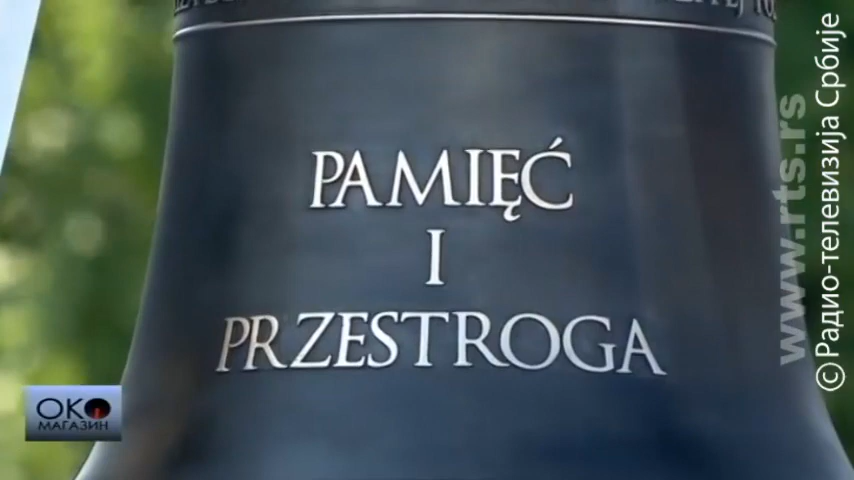 PAMIĘĆ
I
PRZESTROGA
ОКО
МАГАЗИН
www.rts.rs
© Радио-телевизија Србије